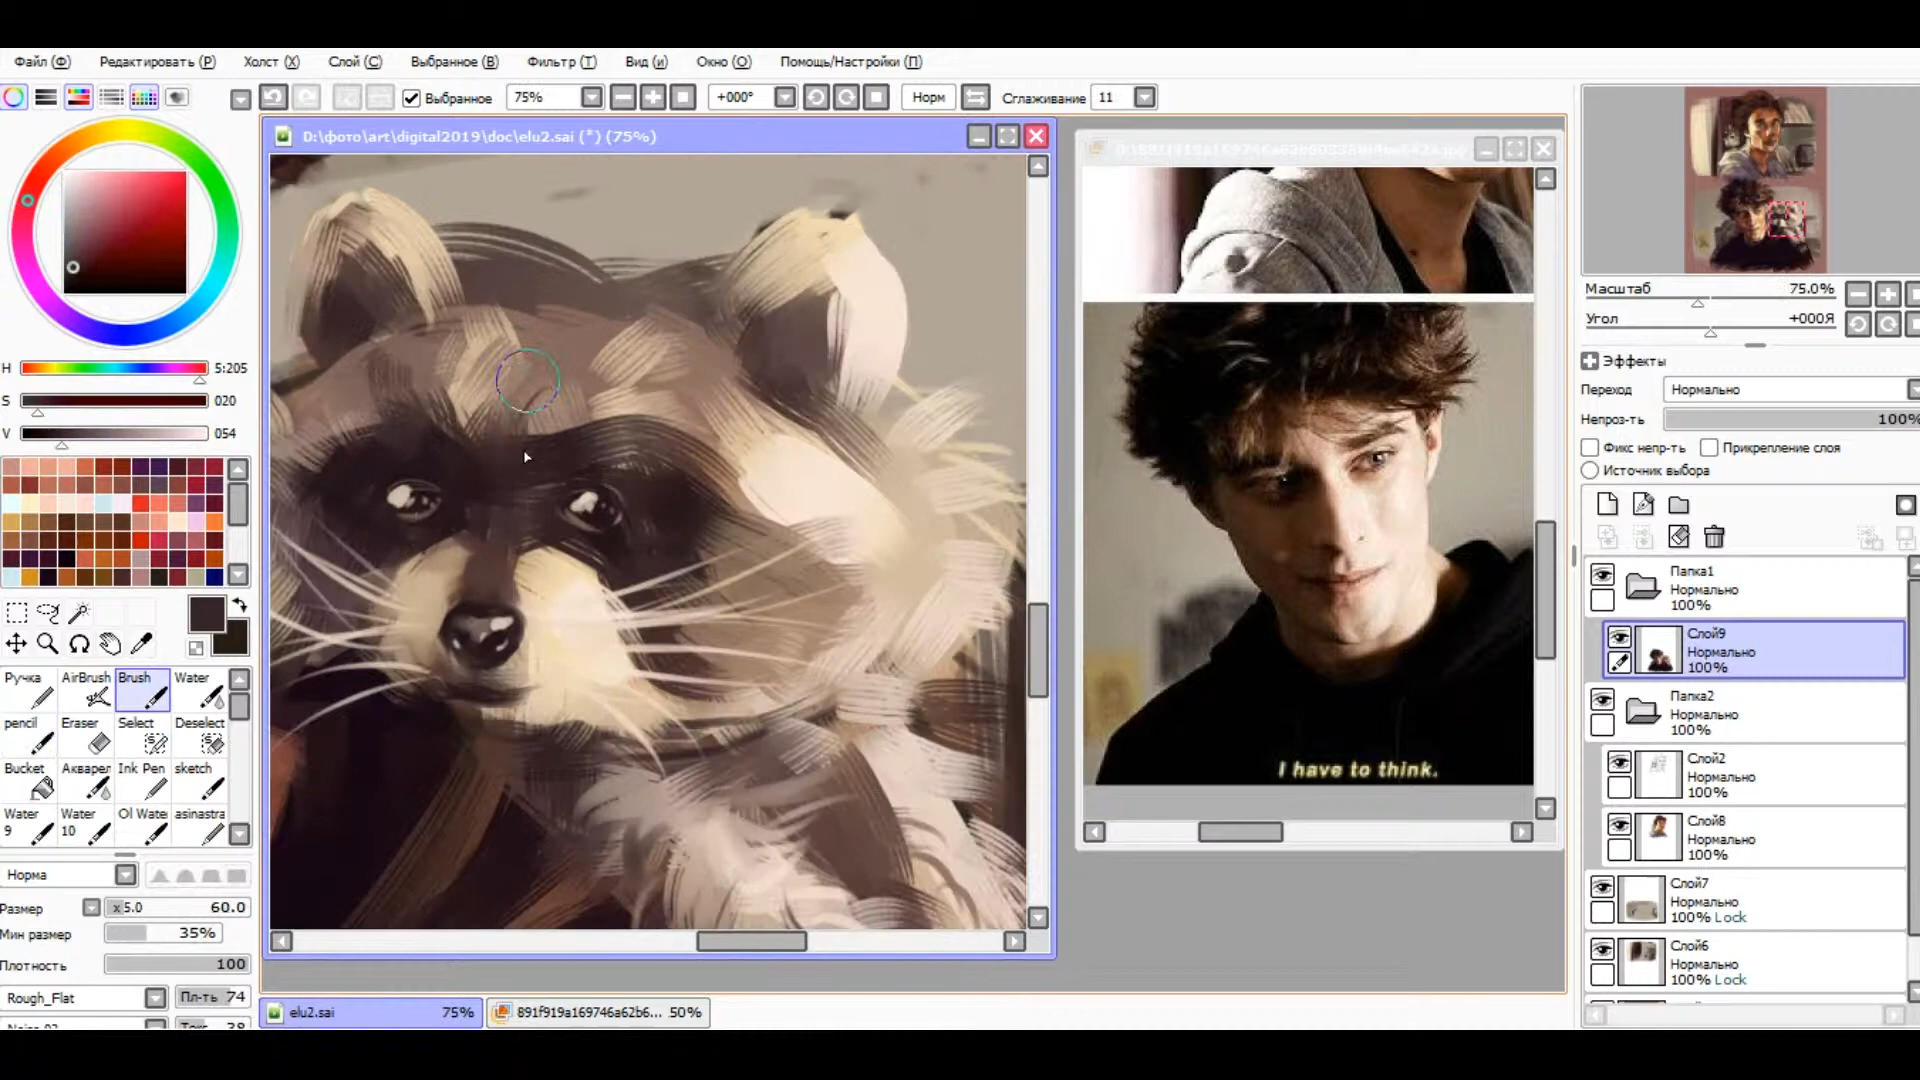 Файл (Ф) Редактировать (Р) Холст (Х) Слой (С) Выбранное (В) Фильтр (Т) Вид (и) Окно (О) Помощь/Настройки (П)
Выбранное 75% +000° Норм Сглаживание 11
D:\фото\art\digital2019\doc\elu2.sai (*) (75%)
H 5:205
S 020
V 054
Ручка AirBrush Brush Water
pencil Eraser Select Deselect
Bucket Акварел Ink Pen sketch
Water 9 Water 10 Ol Wate asinastra
Норма
Размер x5.0 60.0
Мин размер 35%
Плотность 100
Rough_Flat Пл-ть 74
I have to think.
elu2.sai 75% 891f919a169746a62b6... 50%
Масштаб 75.0%
Угол +000Я
Эффекты
Переход Нормально
Непроз-ть 100%
Фикс непр-ть Прикрепление слоя
Источник выбора
Папка1
Нормально
100%
Слой9
Нормально
100%
Папка2
Нормально
100%
Слой2
Нормально
100%
Слой8
Нормально
100%
Слой7
Нормально
100% Lock
Слой6
Нормально
100% Lock